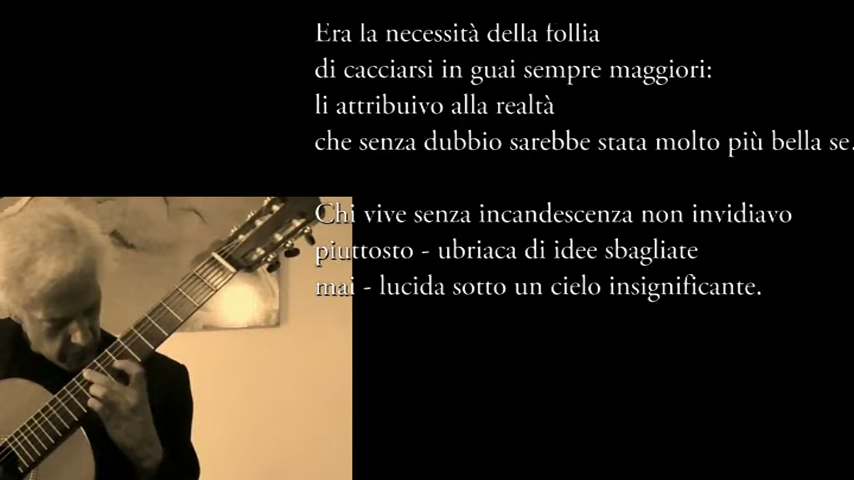 Era la necessità della follia
di cacciarsi in guai sempre maggiori:
li attribuivo alla realtà
che senza dubbio sarebbe stata molto più bella se.
Chi vive senza incandescenza non invidiavo
piuttosto - ubriaca di idee sbagliate
mai - lucida sotto un cielo insignificante.